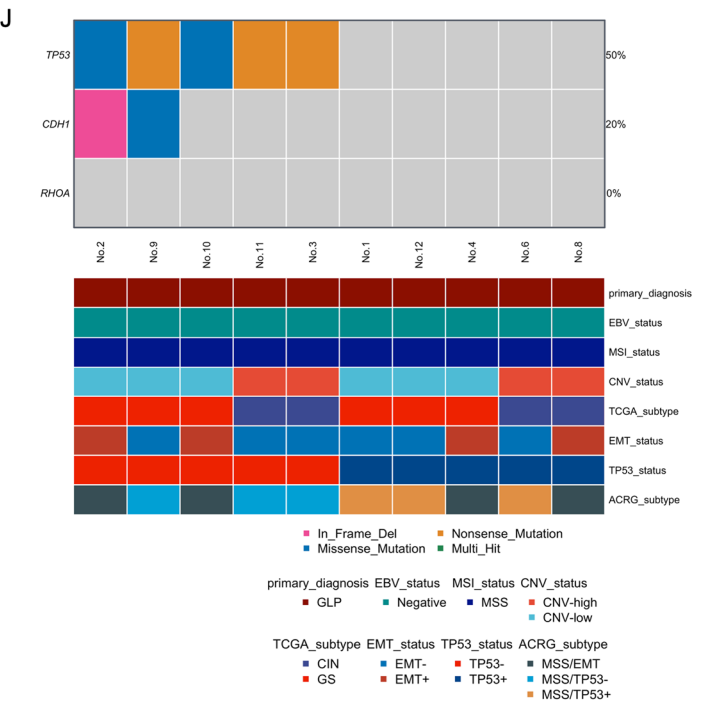 J
TP53 50%
CDH1 20%
RHOA 0%
No.2 No.9 No.10 No.11 No.3 No.1 No.12 No.4 No.6 No.8
primary_diagnosis
EBV_status
MSI_status
CNV_status
TCGA_subtype
EMT_status
TP53_status
ACRG_subtype
In_Frame_Del Nonsense_Mutation
Missense_Mutation Multi_Hit
primary_diagnosis EBV_status MSI_status CNV_status
GLP Negative MSS CNV-high
CNV-low
TCGA_subtype EMT_status TP53_status ACRG_subtype
CIN EMT- TP53- MSS/EMT
GS EMT+ TP53+ MSS/TP53-
MSS/TP53+